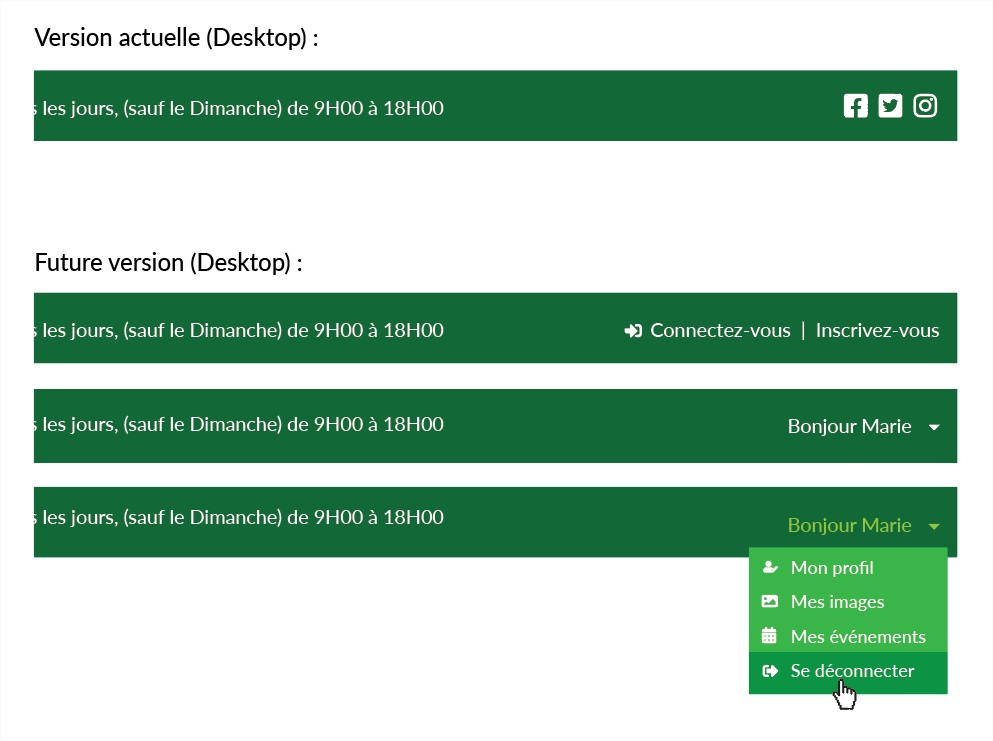 Version actuelle (Desktop) :
les jours, (sauf le Dimanche) de 9H00 à 18H00
Future version (Desktop) :
les jours, (sauf le Dimanche) de 9H00 à 18H00
Connectez-vous | Inscrivez-vous
les jours, (sauf le Dimanche) de 9H00 à 18H00
Bonjour Marie
les jours, (sauf le Dimanche) de 9H00 à 18H00
Bonjour Marie
Mon profil
Mes images
Mes événements
Se déconnecter